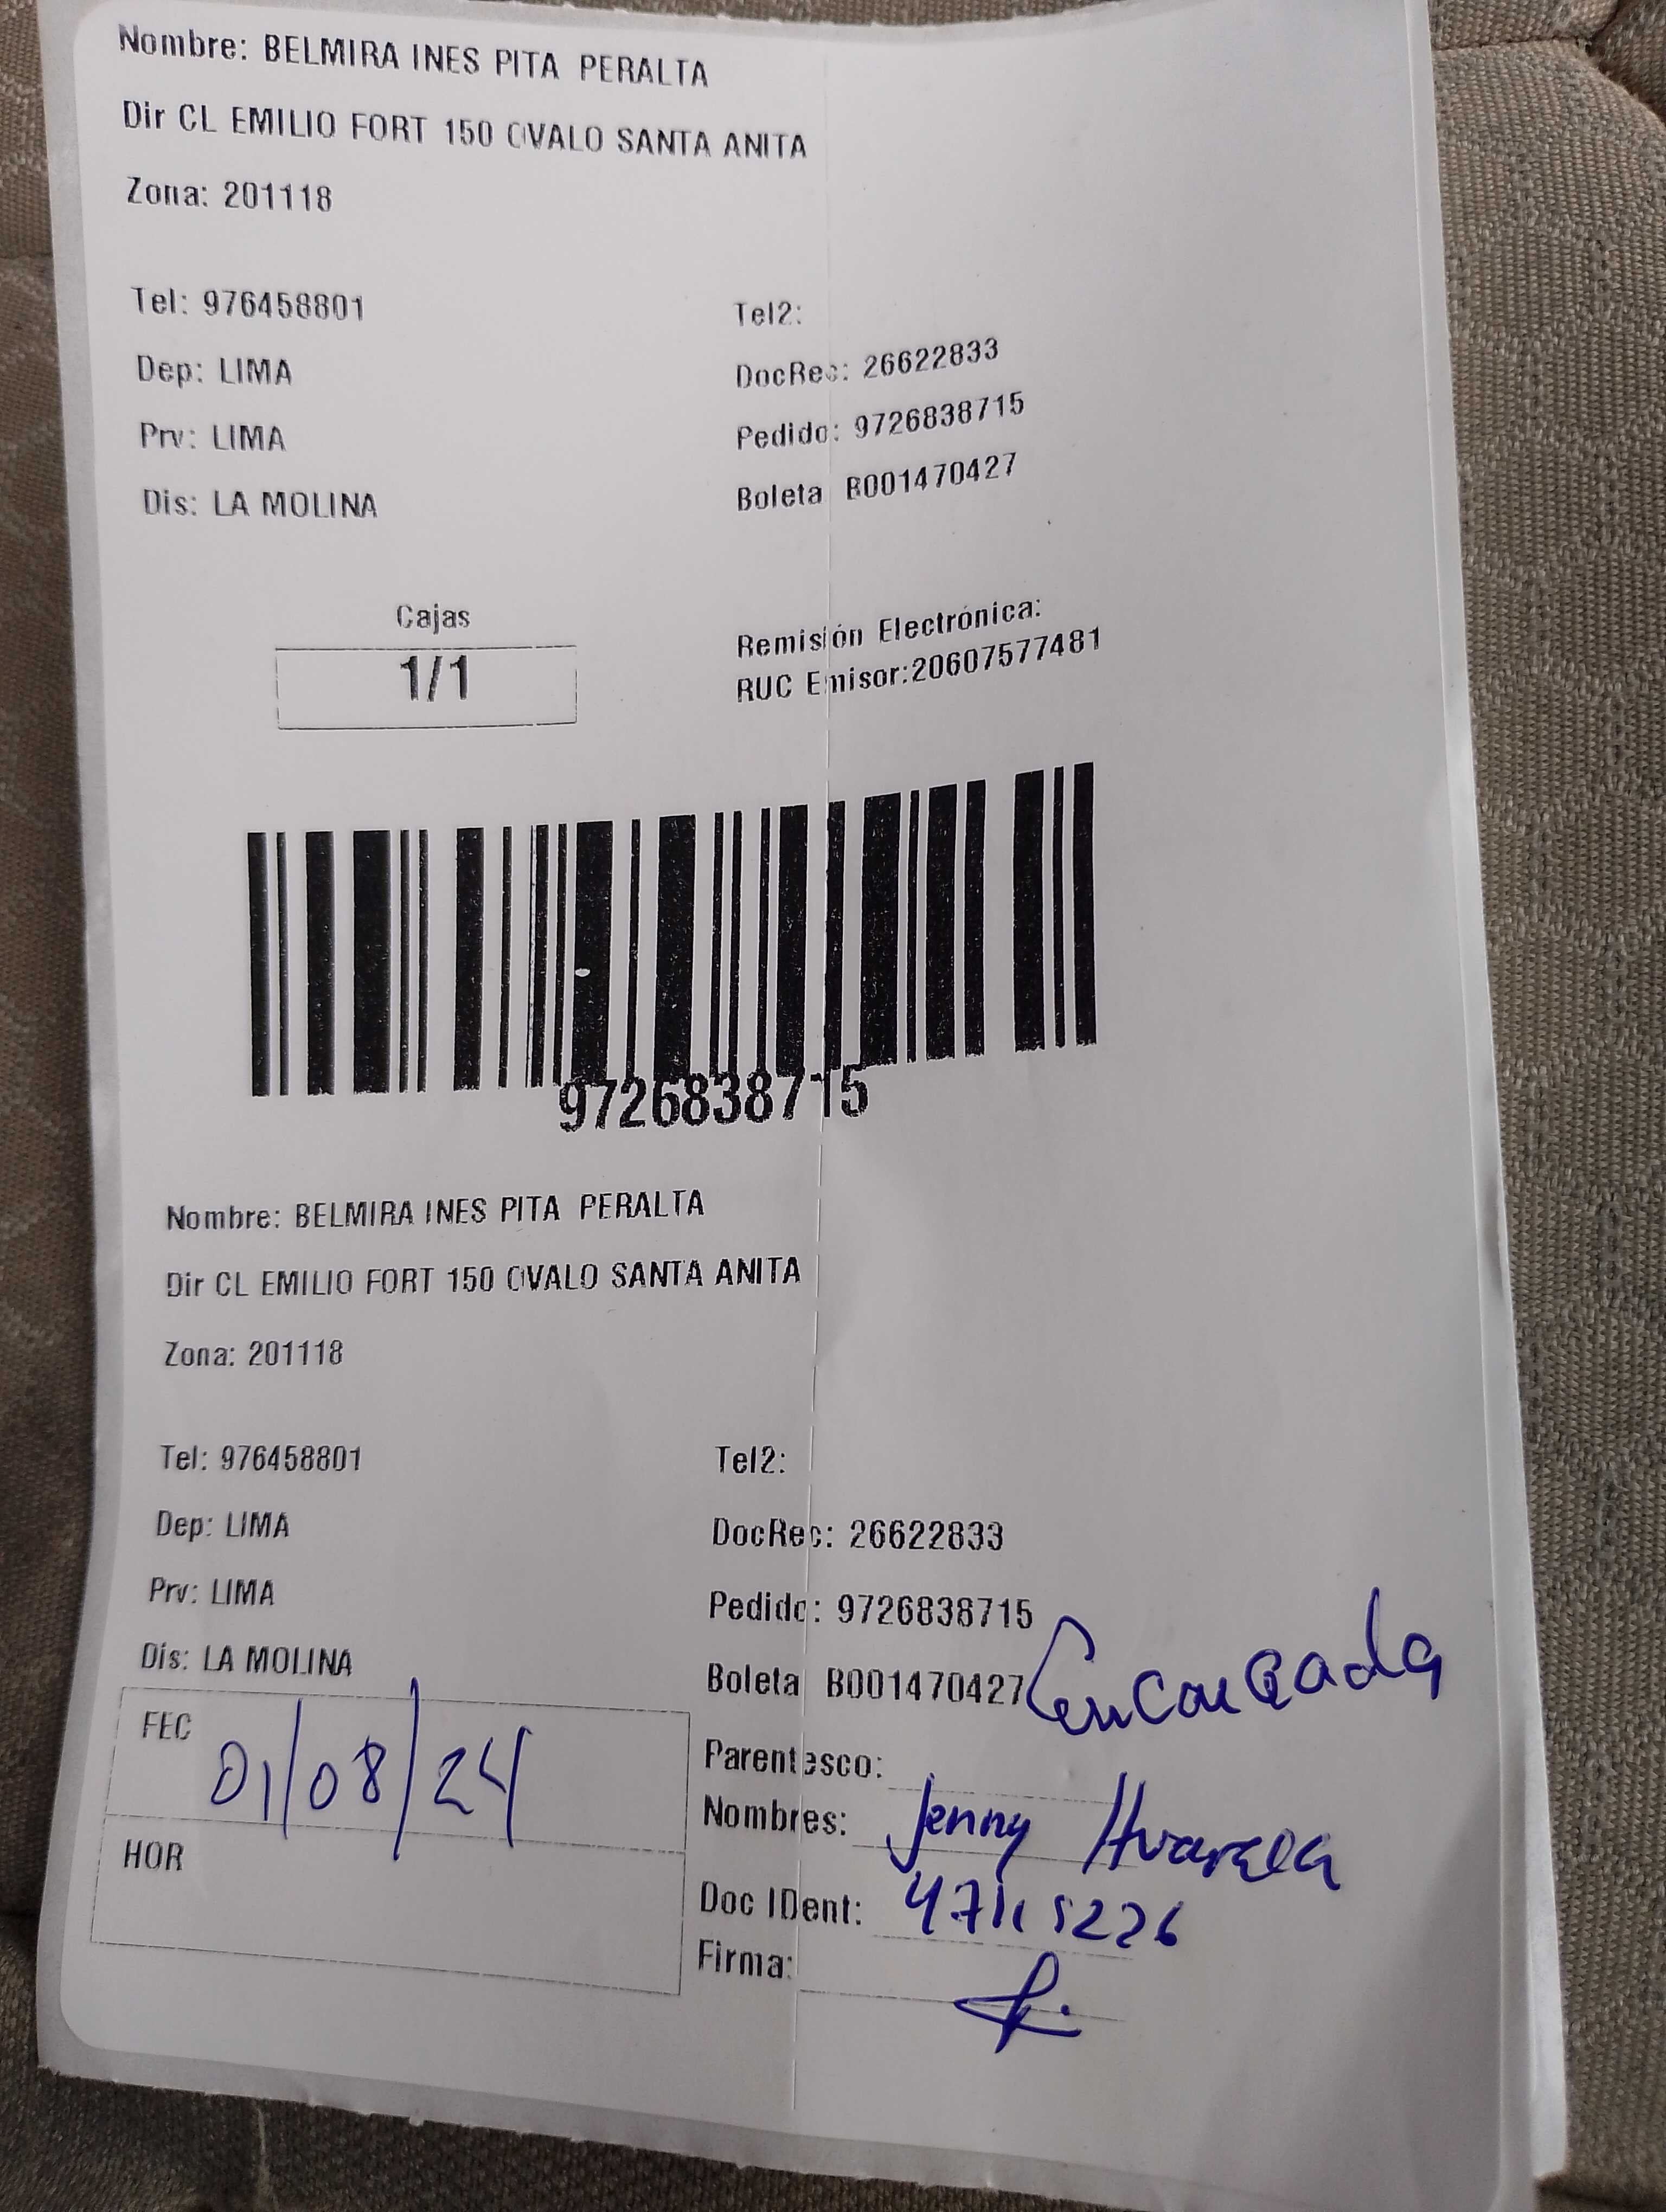 Nombre: BELMIRA INES PITA PERALTA
Dir CL EMILIO FORT 150 OVALO SANTA ANITA
Zona: 201118
Tel: 976458801
Tel2:
Dep: LIMA
DocRec: 26622833
Prv: LIMA
Pedido: 9726838715
Dis: LA MOLINA
Boleta B001470427
Cajas
1/1
Remisión Electrónica:
RUC Emisor:20607577481
9726838715
Nombre: BELMIRA INES PITA PERALTA
Dir CL EMILIO FORT 150 OVALO SANTA ANITA
Zona: 201118
Tel: 976458801
Tel2:
Dep: LIMA
DocRec: 26622833
Prv: LIMA
Pedido: 9726838715
Dis: LA MOLINA
Boleta B001470427
FEC 01/08/24
HOR
Parentesco: Encargada
Nombres: Jenny
Doc IDent:
Firma: